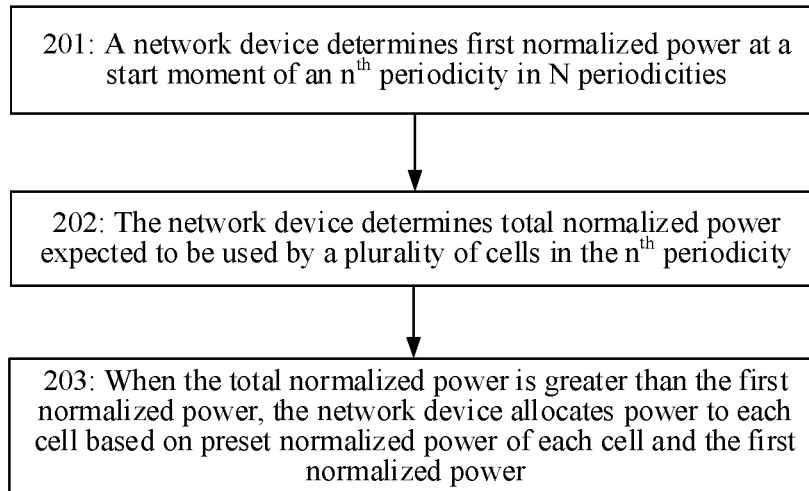 201: A network device determines first normalized power at a
start moment of an nth periodicity in N periodicities
202: The network device determines total normalized power
expected to be used by a plurality of cells in the nth periodicity
203: When the total normalized power is greater than the first
normalized power, the network device allocates power to each
cell based on preset normalized power of each cell and the first
normalized power